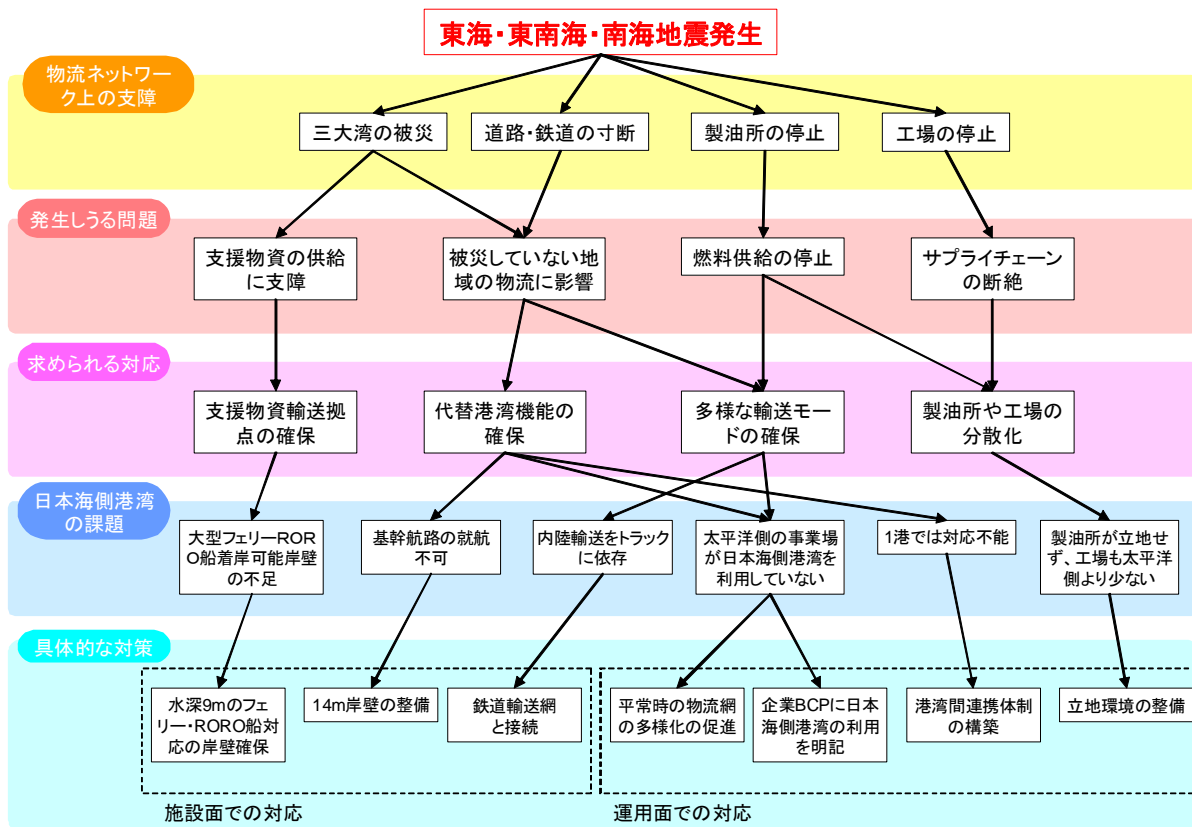 東海・東南海・南海地震発生
物流ネットワー
ク上の支障
三大湾の被災
道路・鉄道の寸断
製油所の停止
工場の停止
発生しうる問題
支援物資の供給
に支障
被災していない地
域の物流に影響
燃料供給の停止
サプライチェーン
の断絶
求められる対応
支援物資輸送拠
点の確保
代替港湾機能の
確保
多様な輸送モー
ドの確保
製油所や工場の
分散化
日本海側港湾
の課題
大型フェリーROR
O船着岸可能岸壁
の不足
基幹航路の就航
不可
内陸輸送をトラック
に依存
太平洋側の事業場
が日本海側港湾を
利用していない
1港では対応不能
製油所が立地せ
ず、工場も太平洋
側より少ない
具体的な対策
水深9mのフェ
リー・RORO船対
応の岸壁確保
14m岸壁の整備
鉄道輸送網
と接続
平常時の物流網
の多様化の促進
企業BCPに日本
海側港湾の利用
を明記
港湾間連携体制
の構築
立地環境の整備
施設面での対応
運用面での対応